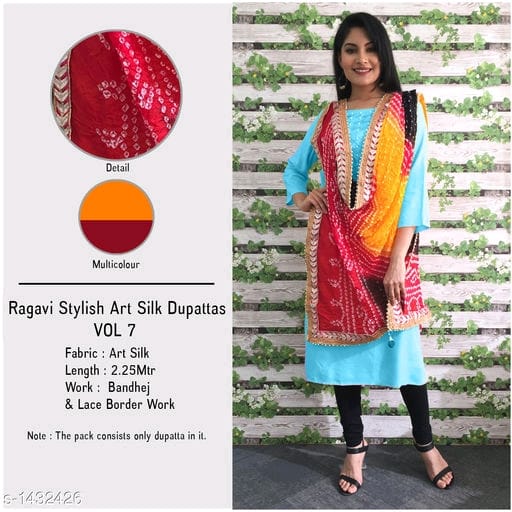 Detail
Multicolour
Ragavi Stylish Art Silk Dupattas
VOL 7
Fabric : Art Silk
Length : 2.25Mtr
Work : Bandhej
& Lace Border Work
Note : The pack consists only dupatta in it.
S-1432426